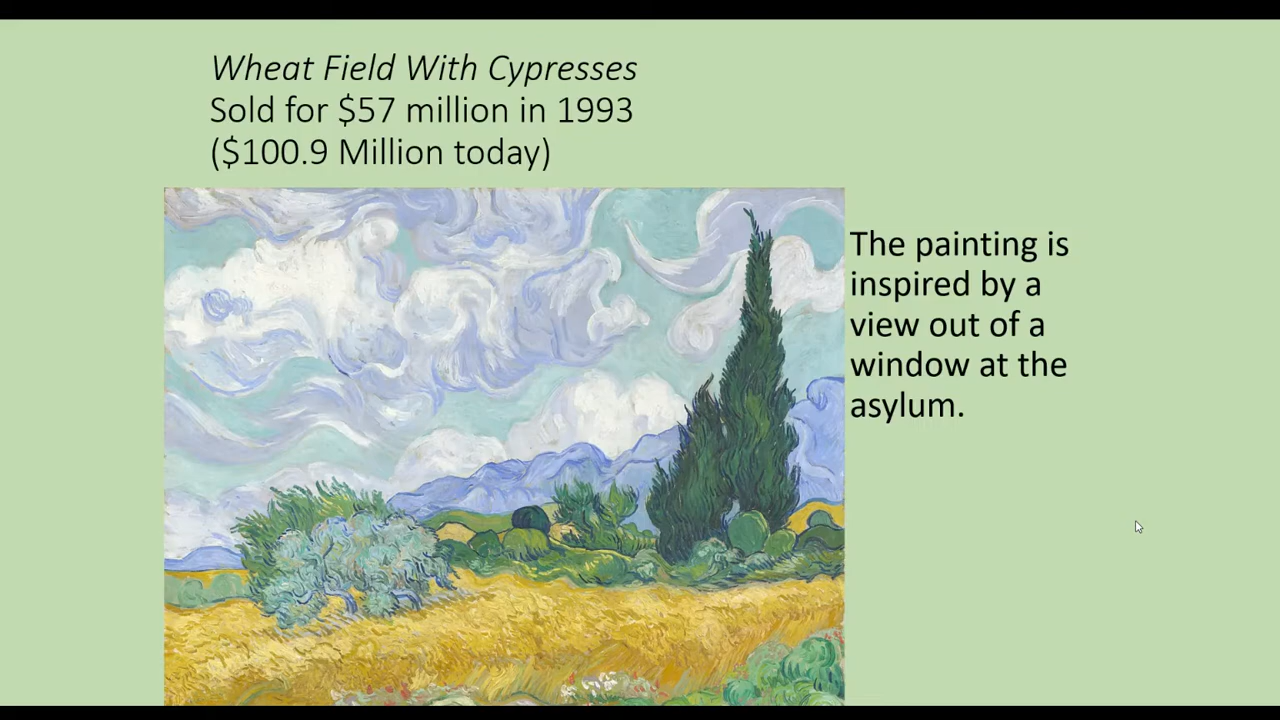 Wheat Field With Cypresses
Sold for $57 million in 1993
($100.9 Million today)
The painting is
inspired by a
view out of a
window at the
asylum.